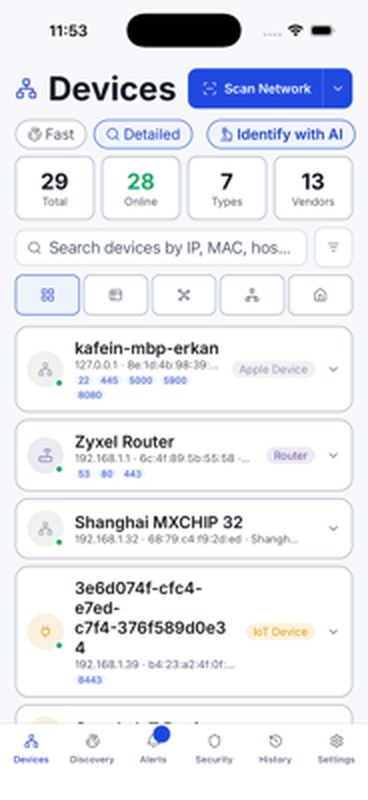 11:53
Devices
Scan Network
Fast
Detailed
Identify with AI
29
Total
28
Online
7
Types
13
Vendors
Search devices by IP, MAC, hos...
kafein-mbp-erkan
127.0.0.1 · 8e:1d:4b:98:39:...
Apple Device
22 445 5000 5900
8080
Zyxel Router
192.168.1.1 · 6c:4f:89:5b:55:58 -...
Router
53 80 443
Shanghai MXCHIP 32
192.168.1.32 · 68:79:c4:f9:2d:ed · Shangh...
3e6d074f-cfc4-
e7ed-
c7f4-376f589d0e3
4
192.168.1.39 · b4:23:a2:4f:0f:...
IoT Device
8443
Devices
Discovery
Alerts
Security
History
Settings